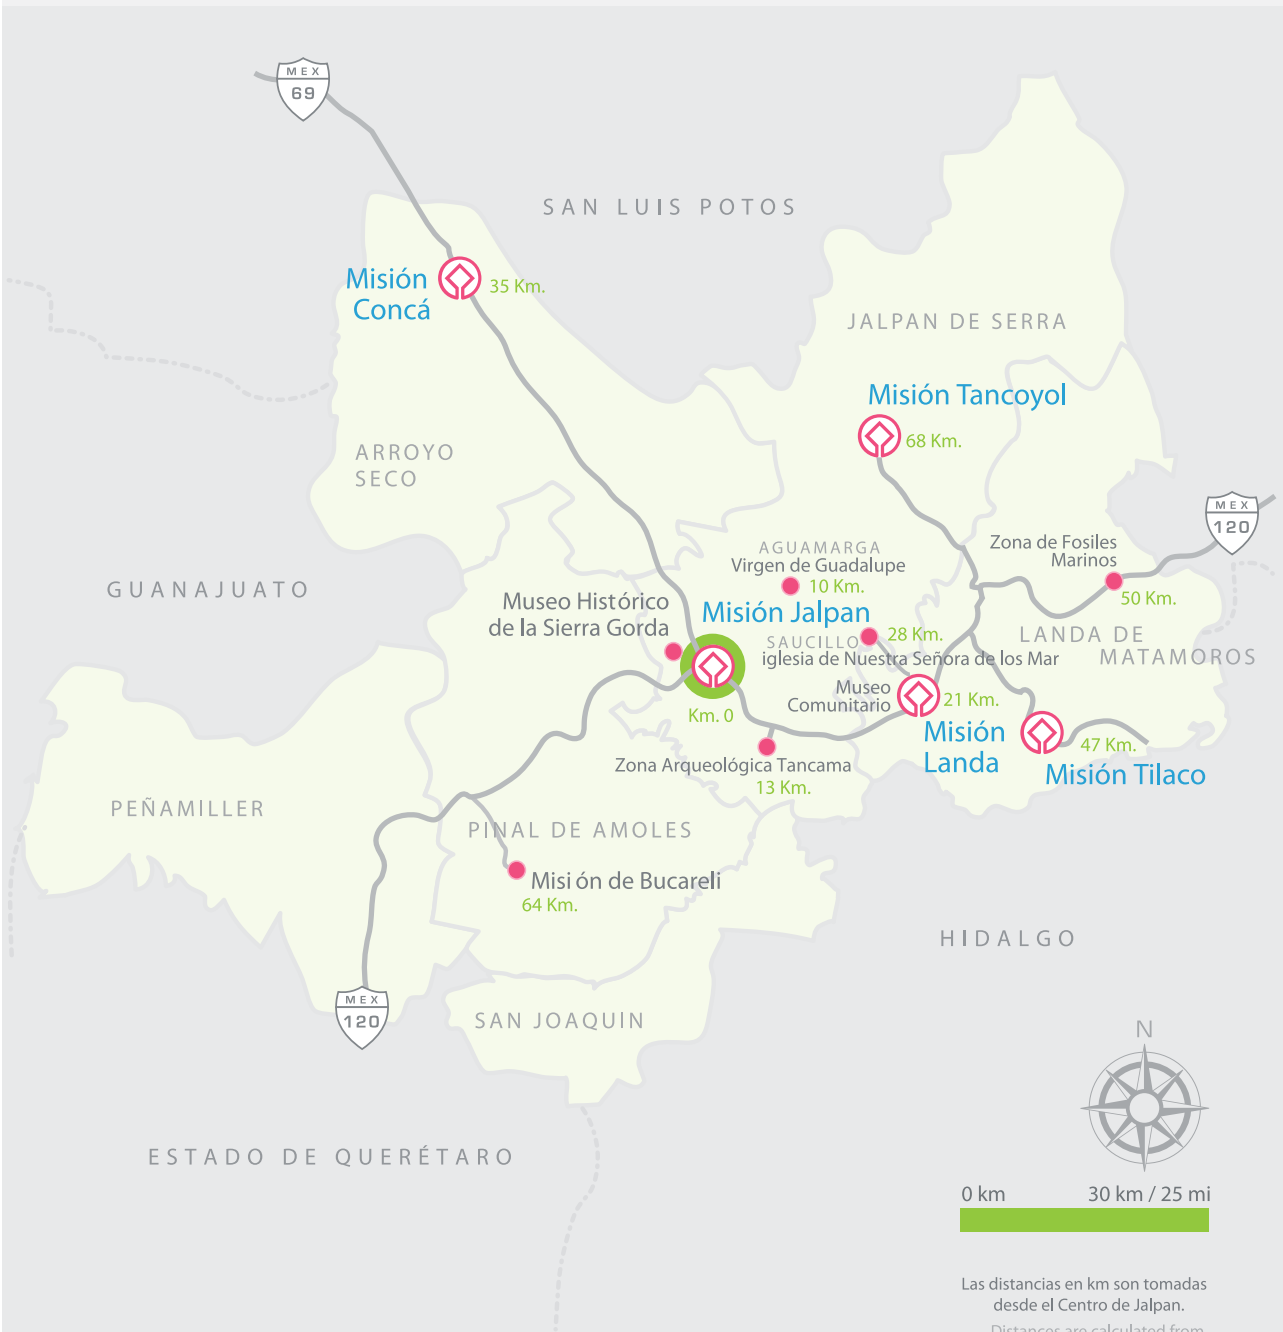 MEX
69
SAN LUIS POTOS
Misión
Concá
35 Km.
JALPAN DE SERRA
Misión Tancoyol
68 Km.
ARROYO
SECO
MEX
120
Zona de Fosiles
Marinos
50 Km.
AGUAMARGA
Virgen de Guadalupe
10 Km.
GUANAJUATO
Museo Histórico
de la Sierra Gorda
Misión Jalpan
SAUCILLO
28 Km.
iglesia de Nuestra Señora de los Mar
LANDA DE
MATAMOROS
Museo
Comunitario
21 Km.
Km. 0
Misión
Landa
47 Km.
Misión Tilaco
Zona Arqueológica Tancama
13 Km.
PEÑAMILLER
PINAL DE AMOLES
Misi ón de Bucareli
64 Km.
HIDALGO
MEX
120
SAN JOAQUIN
N
ESTADO DE QUERÉTARO
0 km 30 km / 25 mi
Las distancias en km son tomadas
desde el Centro de Jalpan.
Distances are calculated from